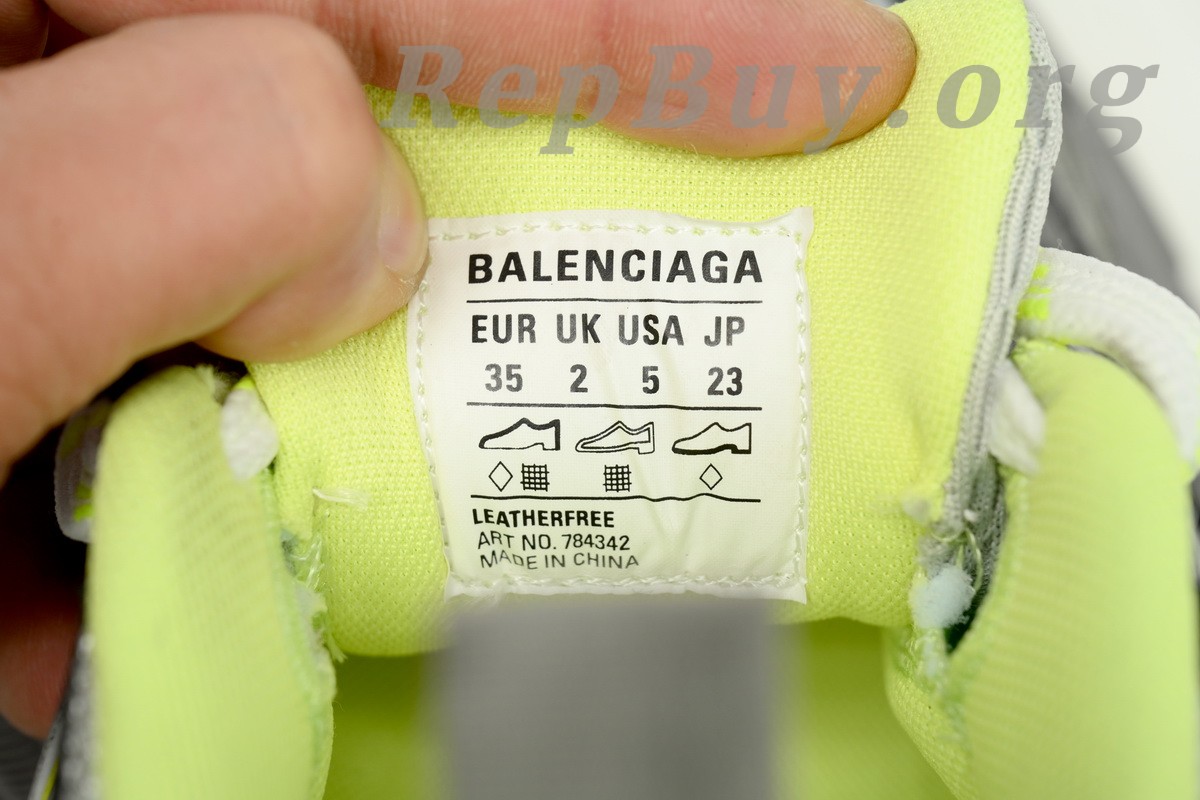 RepBuy.org
BALENCIAGA
EUR UK USA JP
35 2 5 23
LEATHERFREE
ART NO. 784342
MADE IN CHINA